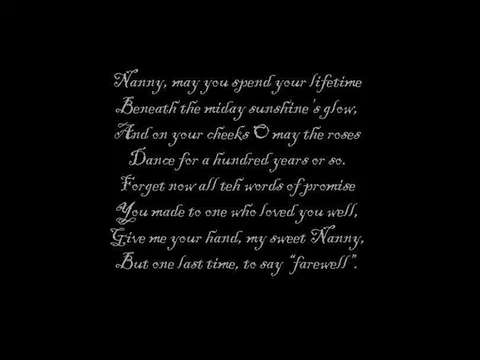 Nanny, may you spend your lifetime
Beneath the miday sunshine's glow,
And on your cheeks O may the roses
Dance for a hundred years or so.
Forget now all teh words of promise
You made to one who loved you well,
Give me your hand, my sweet Nanny,
But one last time, to say "farewell".